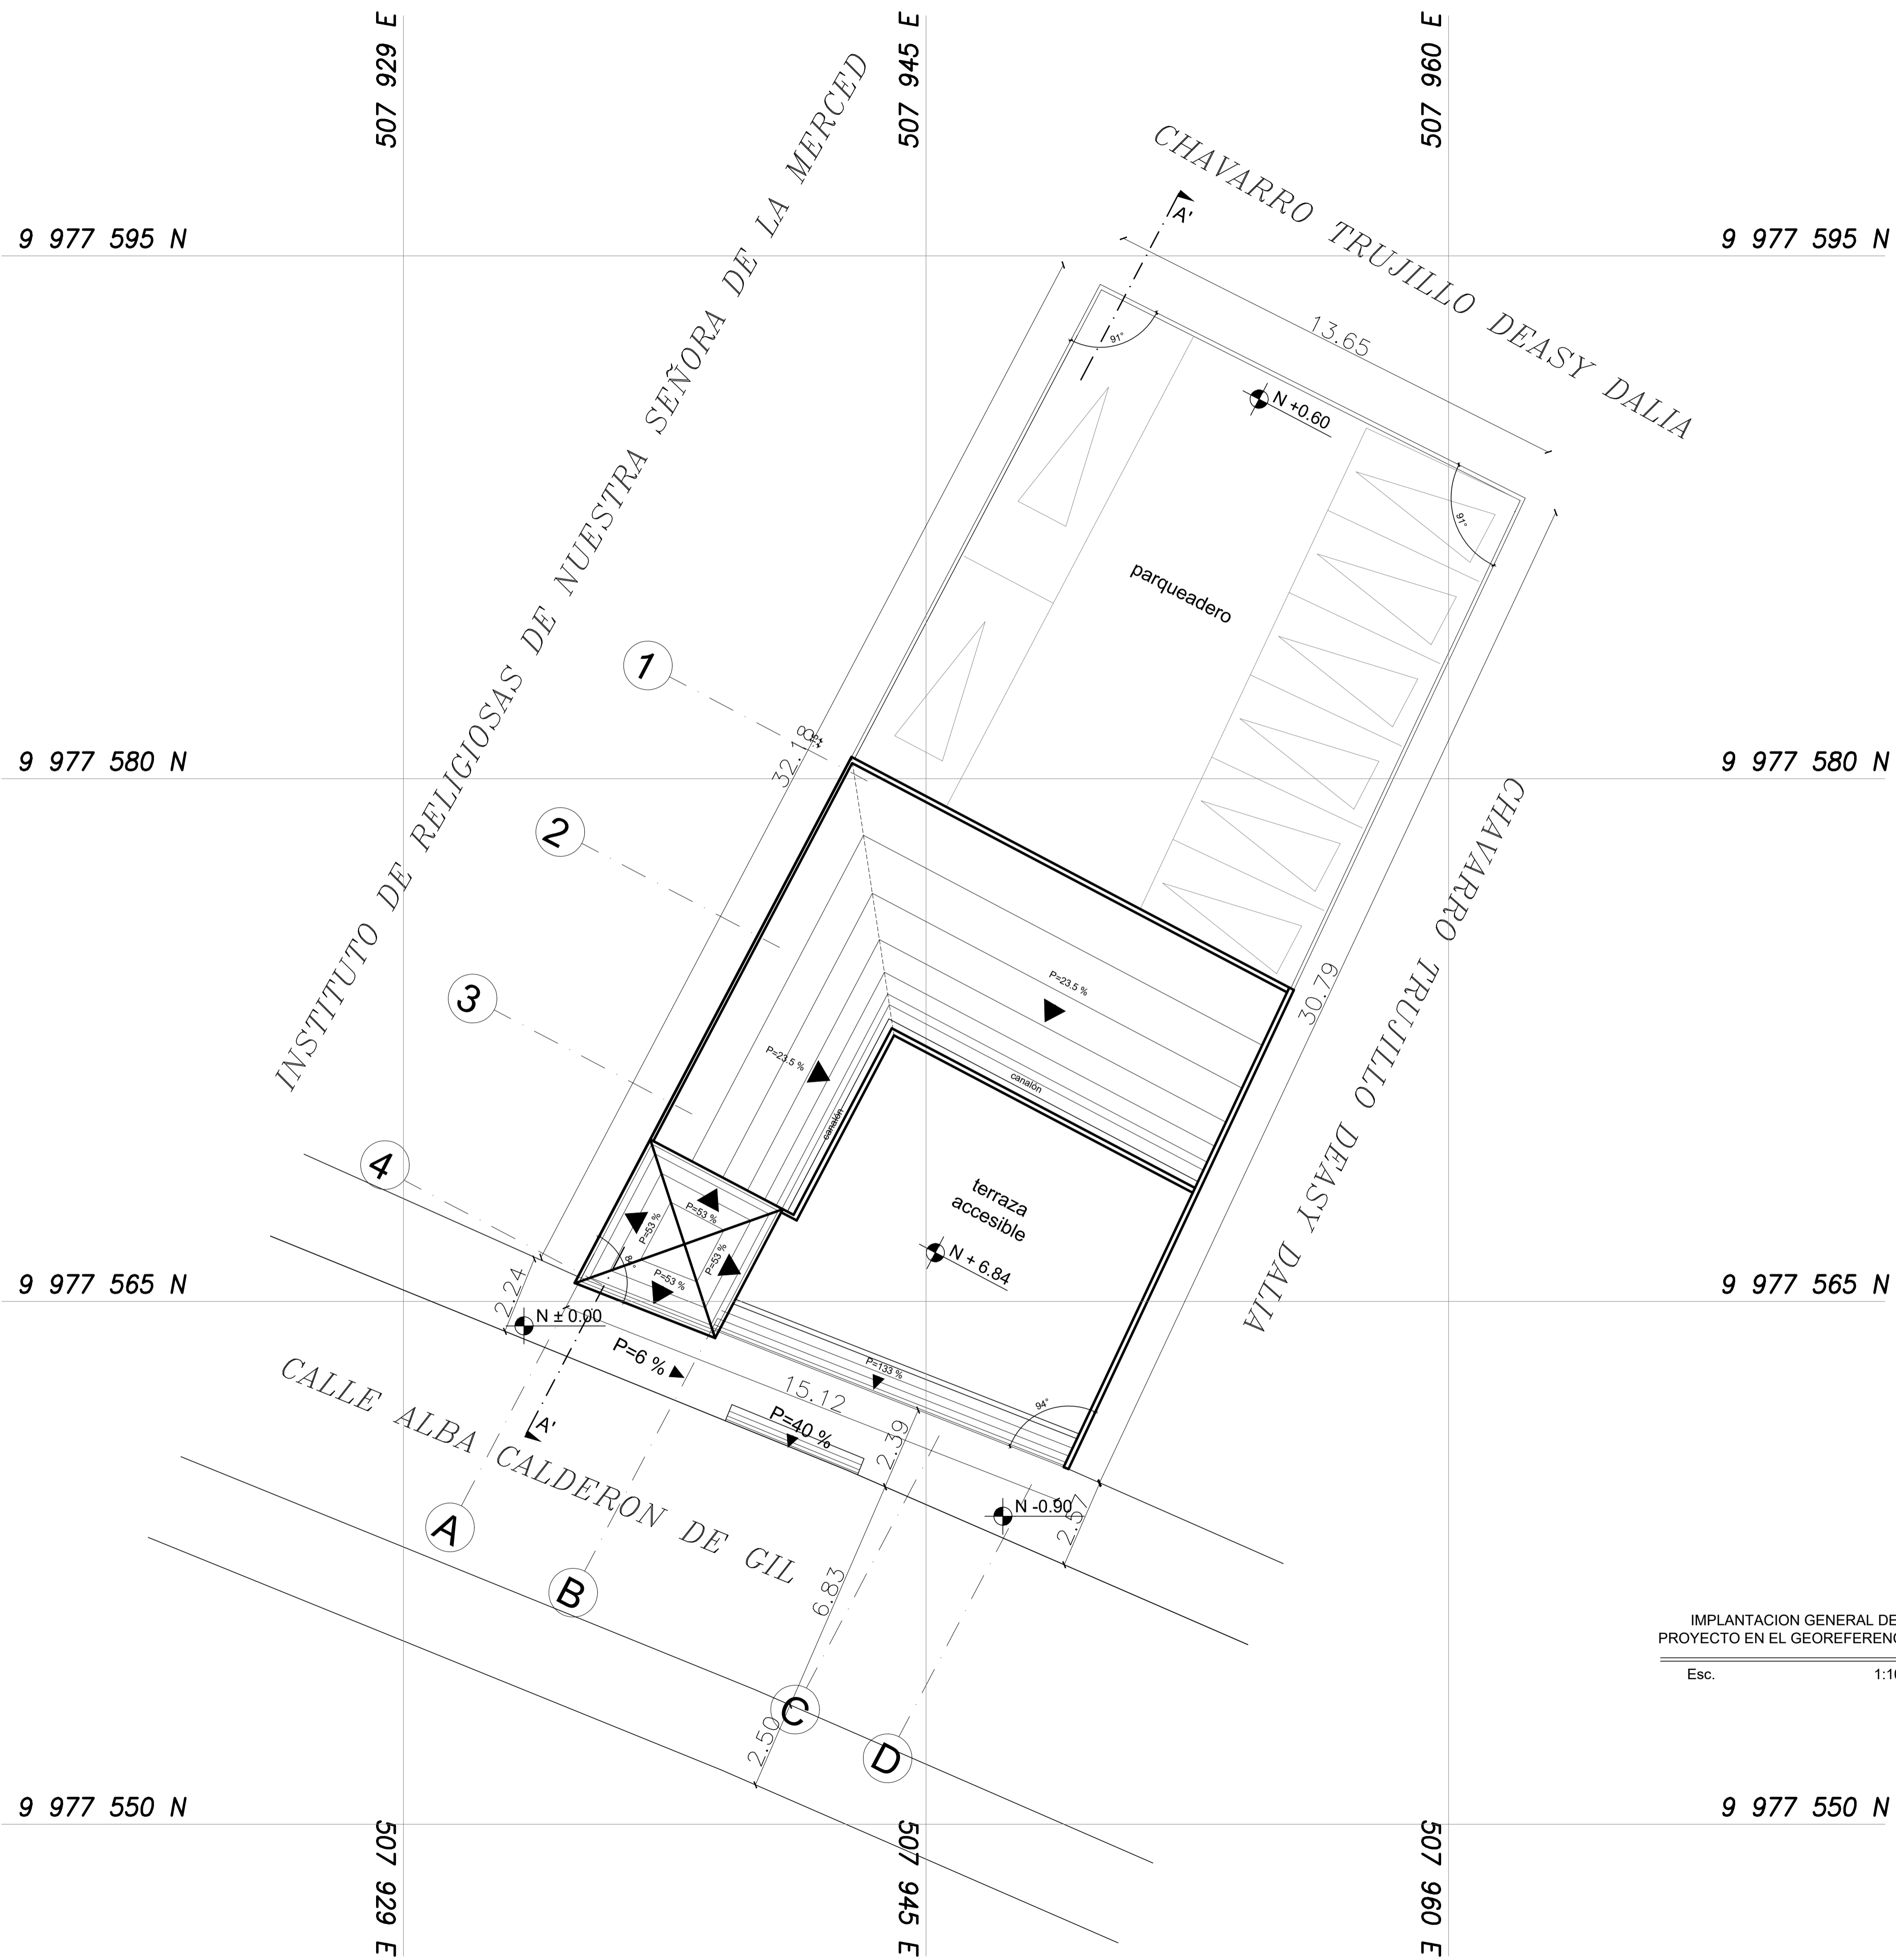 507 929 E
507 945 E
507 960 E
9 977 595 N
9 977 595 N
INSTITUTO DE RELIGIOSAS DE NUESTRA SEÑORA DE LA MERCED
CHAVARRO TRUJILLO DEASY DALIA
A'
13.65
91°
N +0.60
91°
parqueadero
1
32.18
9 977 580 N
9 977 580 N
2
3
4
P=23.5 %
P=23.5 %
canalón
canalón
30.79
CHAVARRO TRUJILLO DEASY DALIA
terraza
accesible
N + 6.84
P=53 %
P=53 %
P=53 %
P=53 %
9 977 565 N
9 977 565 N
2.24
N ± 0.00
P=6 %
P=133 %
15.12
94°
P=40 %
2.39
A'
CALLE ALBA CALDERON DE GIL
N -0.90
2.57
A
B
6.83
C
2.50
D
IMPLANTACION GENERAL DE
PROYECTO EN EL GEOREFEREN
Esc.
9 977 550 N
9 977 550 N
507 929 E
507 945 E
507 960 E